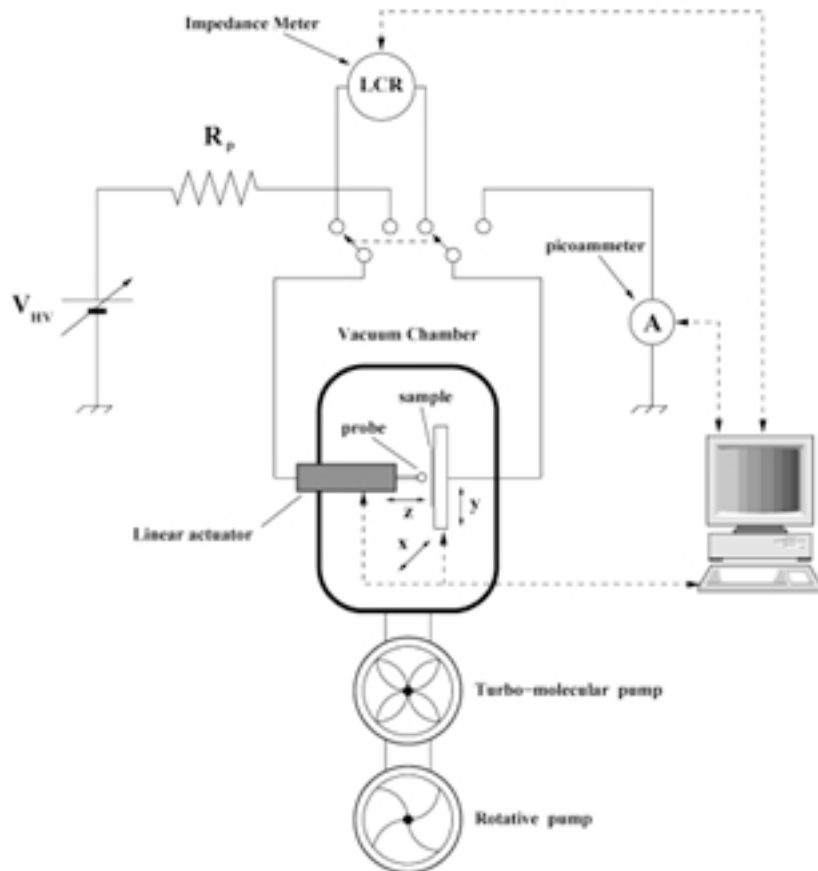 Impedance Meter
LCR
R p
picoammeter
V HV
A
Vacuum Chamber
sample
probe
z
y
Linear actuator
x
Turbo-molecular pump
Rotative pump